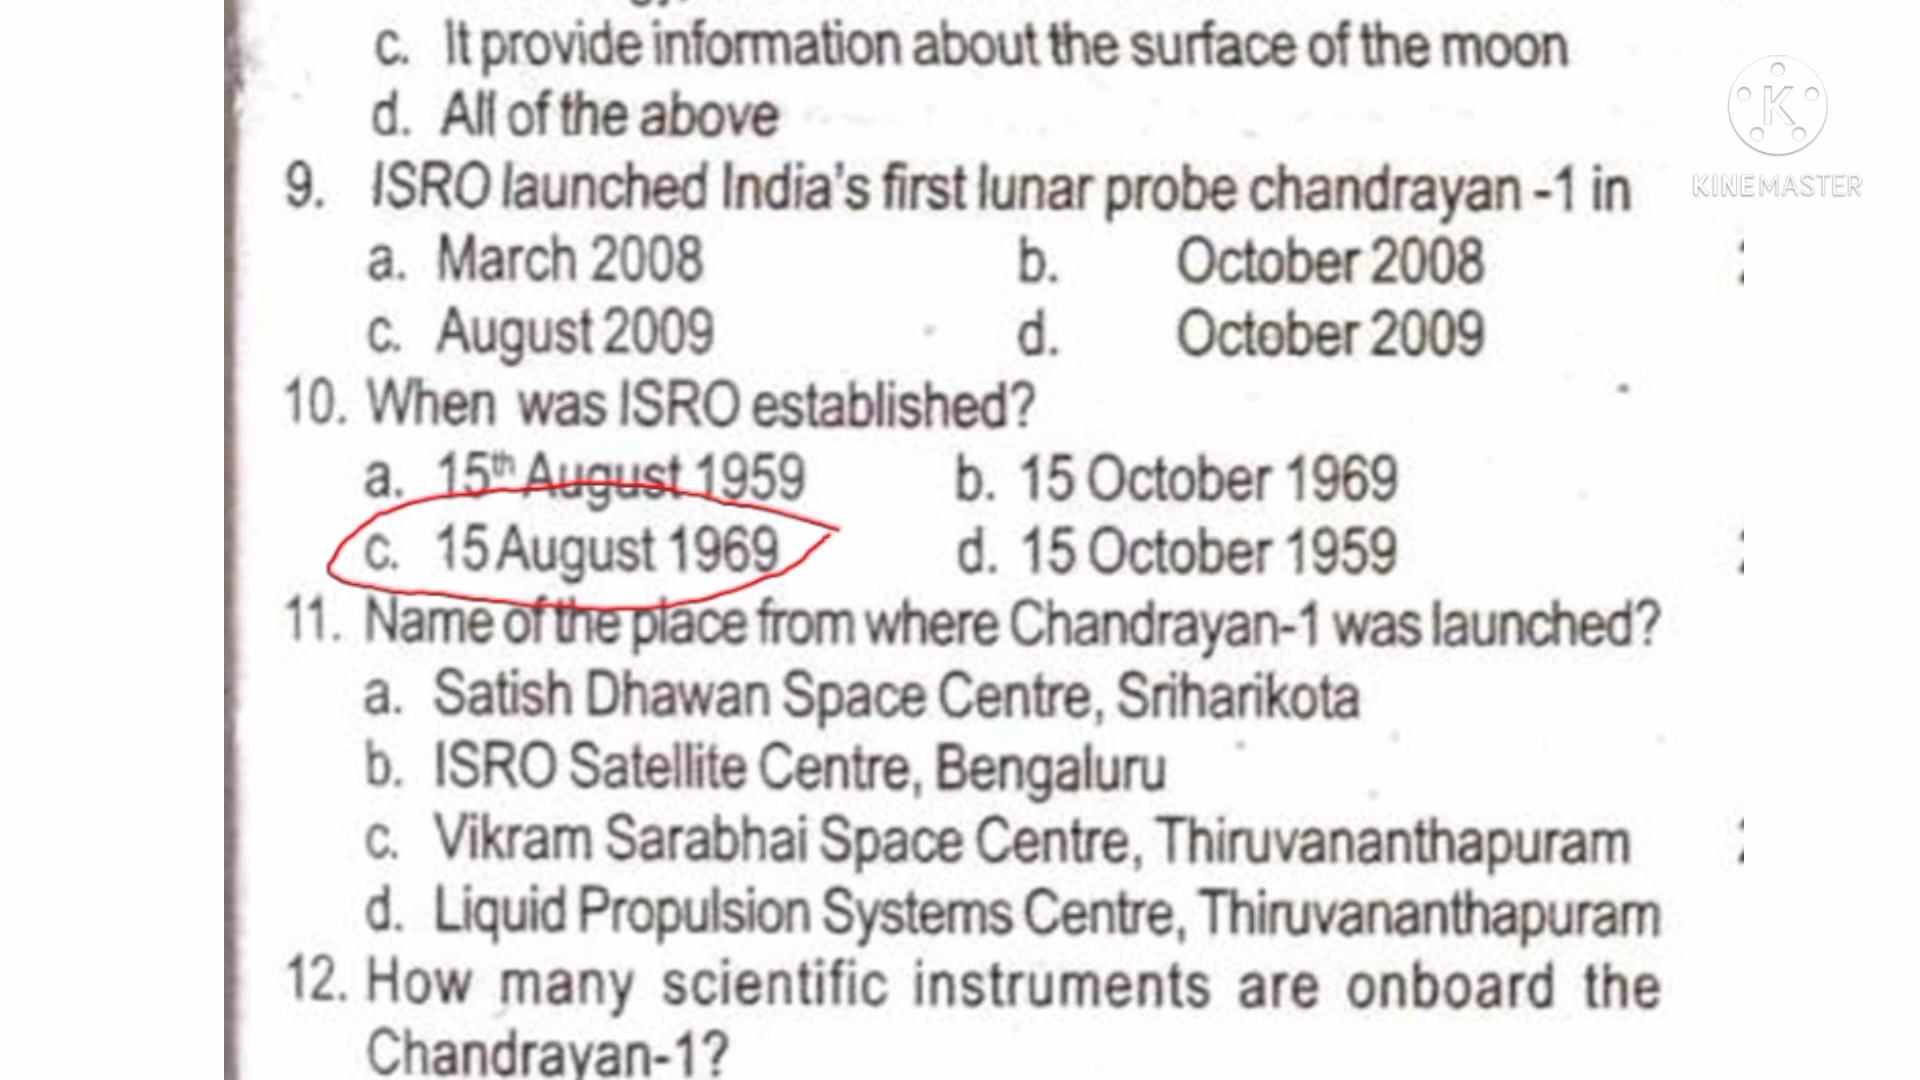 c. It provide information about the surface of the moon
d. All of the above
9. ISRO launched India's first lunar probe chandrayan -1 in
a. March 2008 b. October 2008
c. August 2009 d. October 2009
10. When was ISRO established?
a. 15th August 1959 b. 15 October 1969
c. 15 August 1969 d. 15 October 1959
11. Name of the place from where Chandrayan-1 was launched?
a. Satish Dhawan Space Centre, Sriharikota
b. ISRO Satellite Centre, Bengaluru
c. Vikram Sarabhai Space Centre, Thiruvananthapuram
d. Liquid Propulsion Systems Centre, Thiruvananthapuram
12. How many scientific instruments are onboard the
Chandrayan-1?
K
KINEMASTER